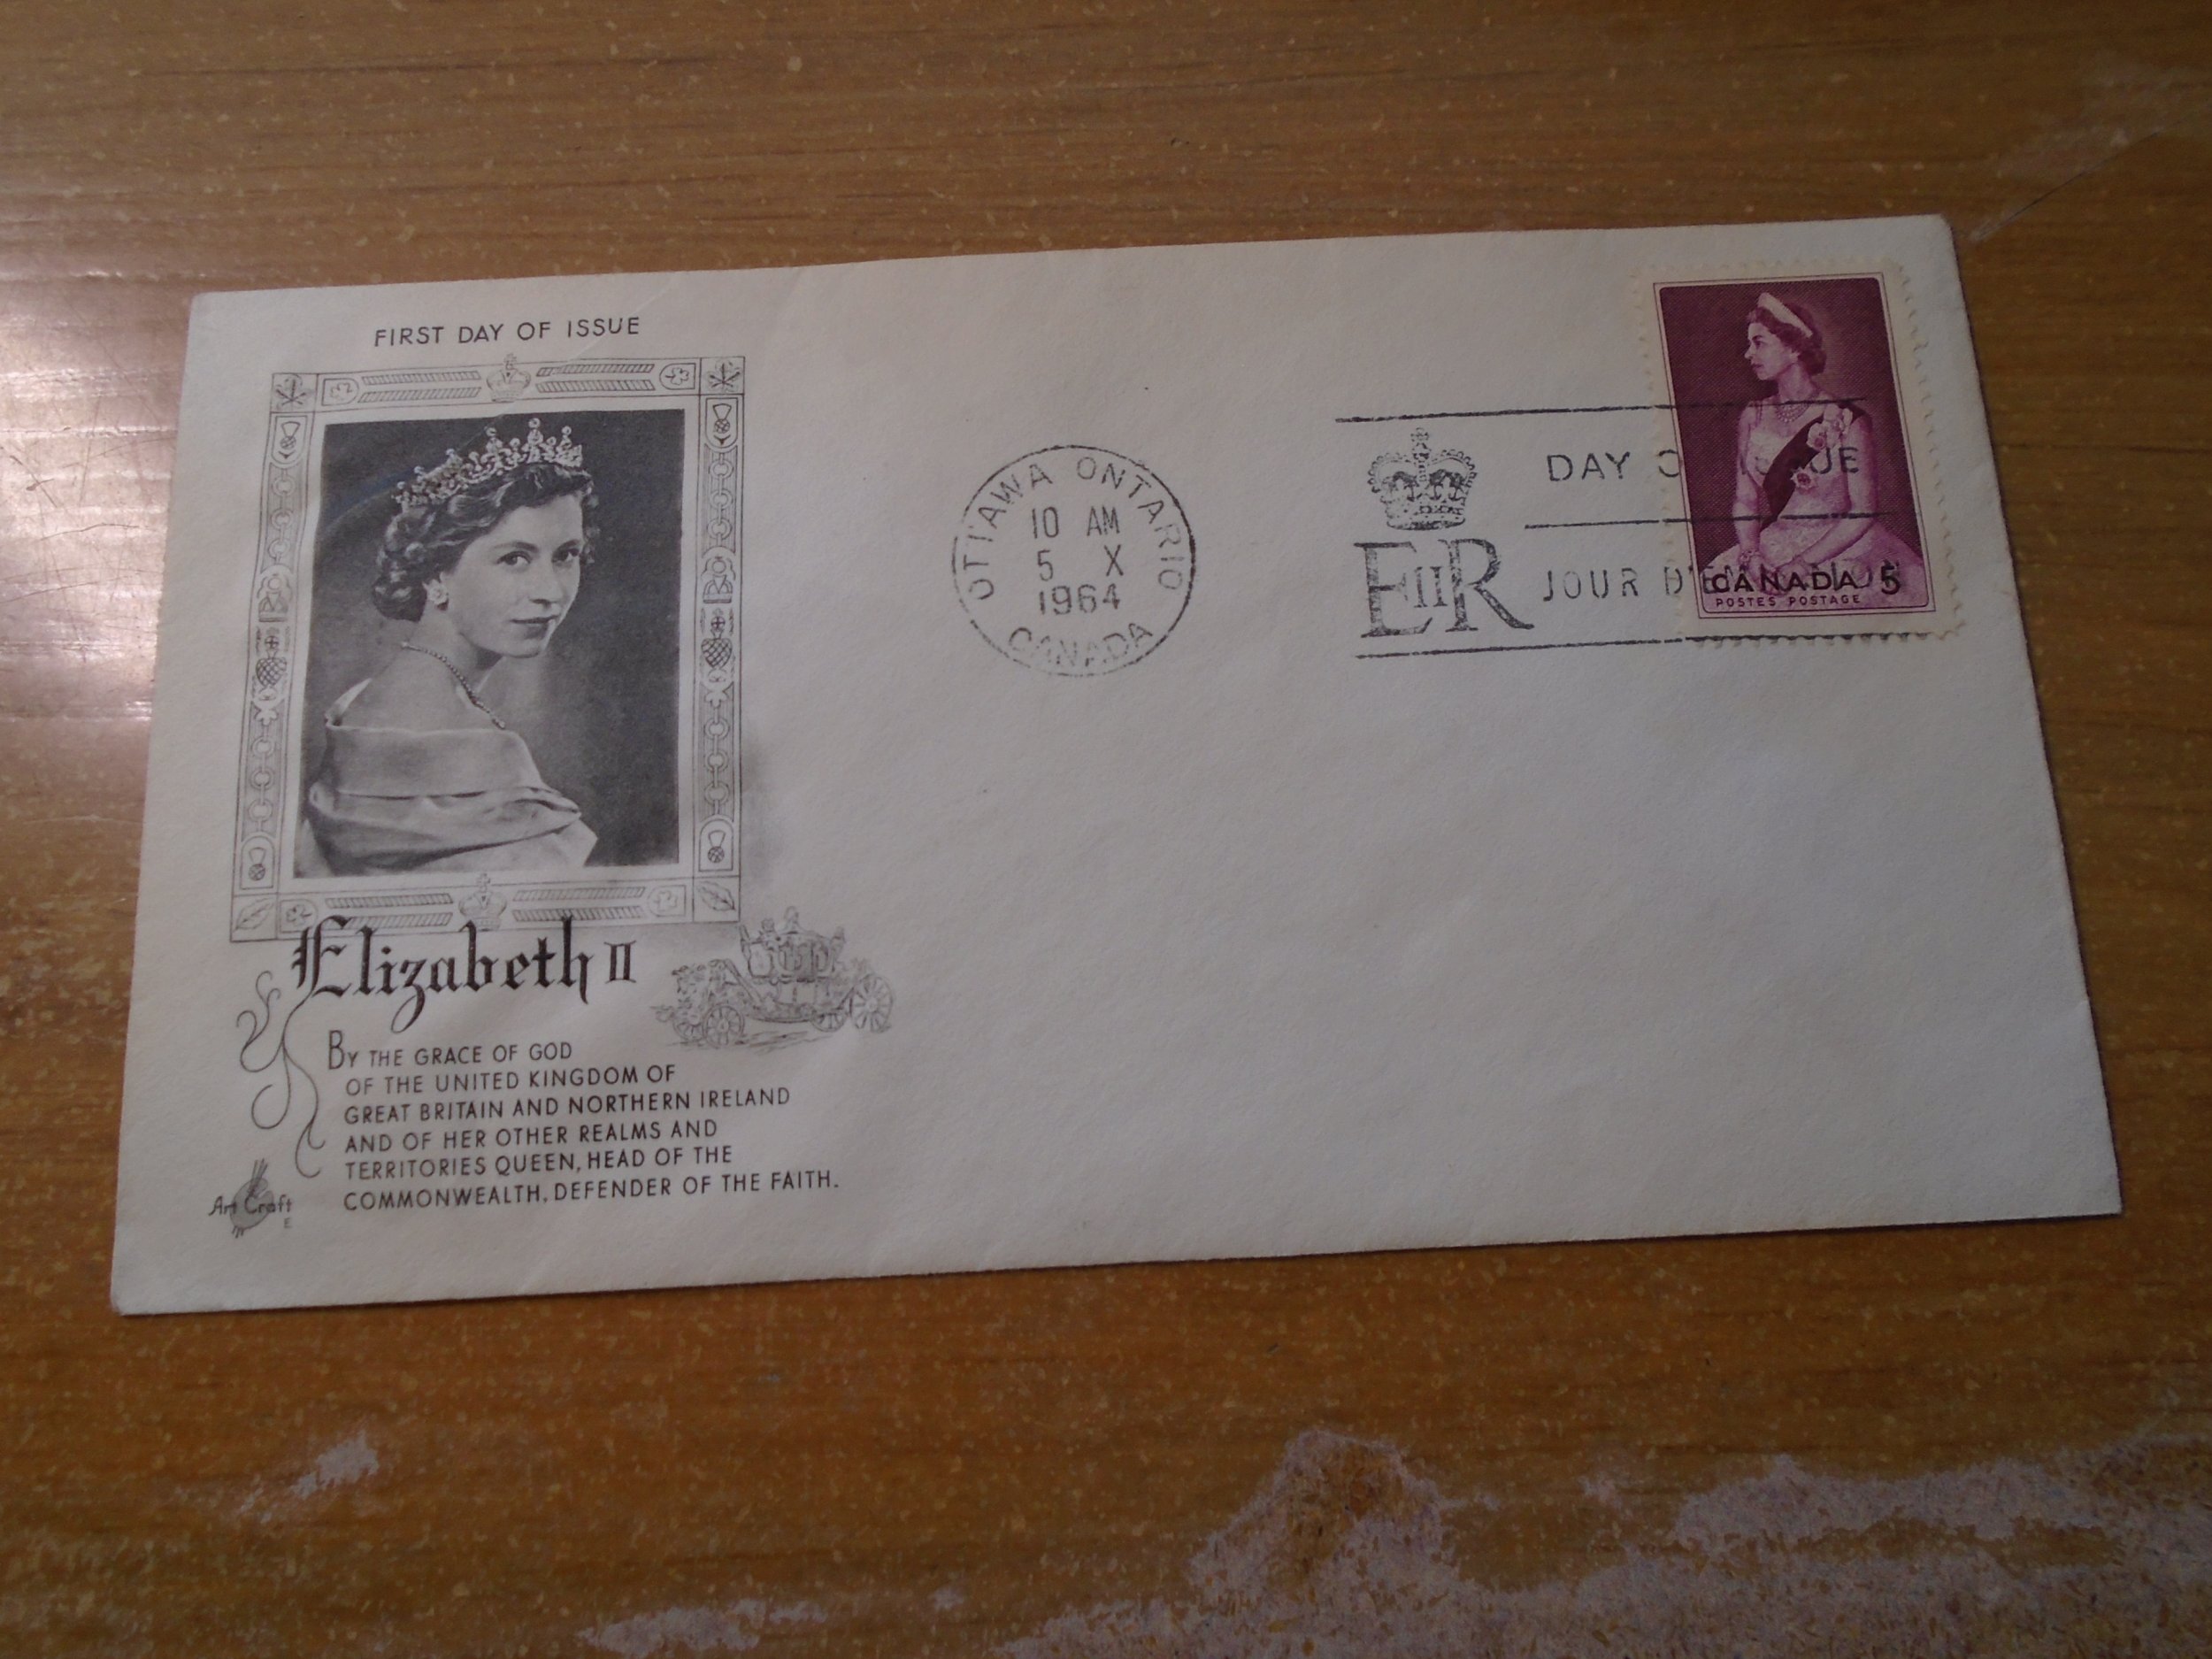 FIRST DAY OF ISSUE
Elizabeth II
BY THE GRACE OF GOD
OF THE UNITED KINGDOM OF
GREAT BRITAIN AND NORTHERN IRELAND
AND OF HER OTHER REALMS AND
TERRITORIES QUEEN, HEAD OF THE
COMMONWEALTH, DEFENDER OF THE FAITH.
Art Craft
E
OTTAWA ONTARIO
10 AM
5 X
1964
CANADA
EIIR
DAY
JOUR
CANADA 5
POSTES POSTAGE